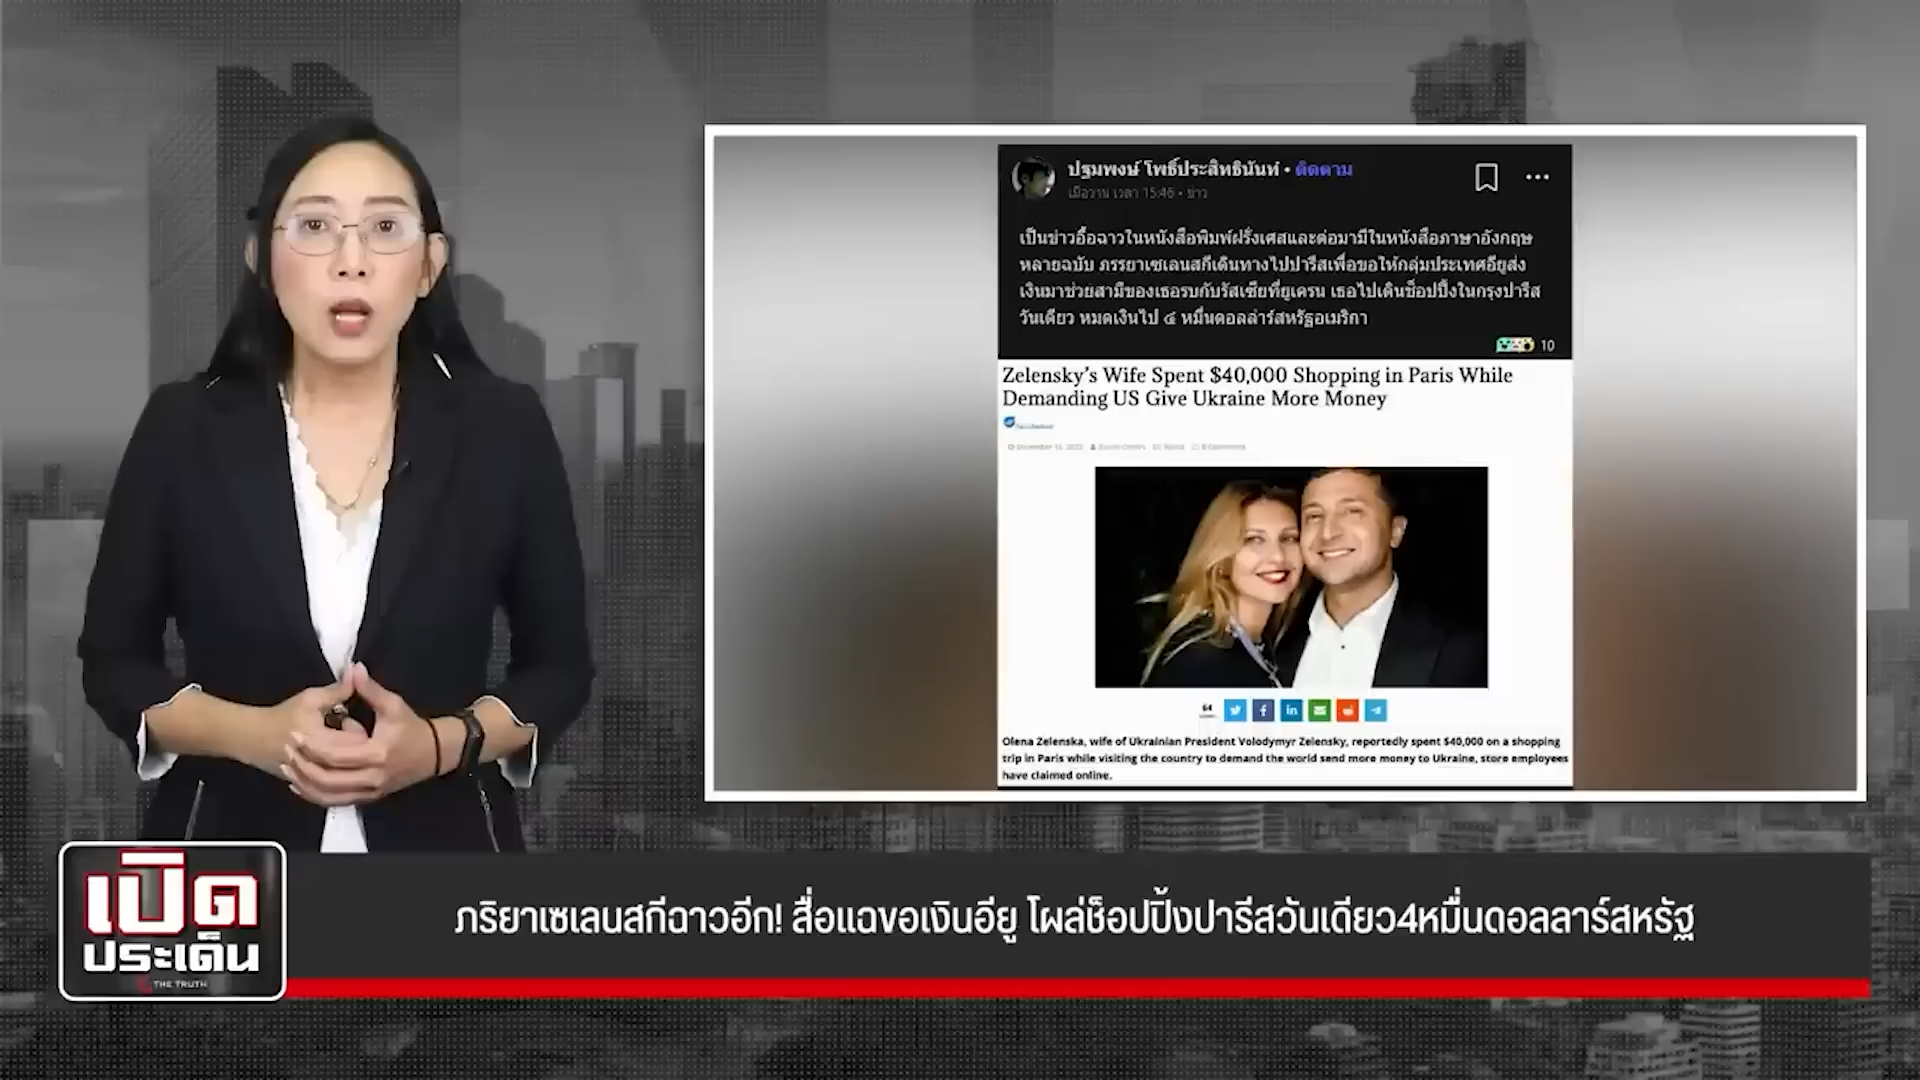 ปฐมพงษ์ โพธิ์ประสิทธินันท์ • ติดตาม
เมื่อวาน เวลา 15:46 • ข่าว
เป็นข่าวอื้อฉาวในหนังสือพิมพ์ฝรั่งเศสและต่อมามีในหนังสือภาษาอังกฤษ
หลายฉบับ ภรรยาเซเลนสกีเดินทางไปปารีสเพื่อขอให้กลุ่มประเทศอียูส่ง
เงินมาช่วยสามีของเธอรบกับรัสเซียที่ยูเครน เธอไปเดินช็อปปิ้งในกรุงปารีส
วันเดียว หมดเงินไป ๔ หมื่นดอลล่าร์สหรัฐอเมริกา
10
Zelensky's Wife Spent $40,000 Shopping in Paris While
Demanding US Give Ukraine More Money
64
Olena Zelenska, wife of Ukrainian President Volodymyr Zelensky, reportedly spent $40,000 on a shopping
trip in Paris while visiting the country to demand the world send more money to Ukraine, store employees
have claimed online.
เปิด
ประเด็น
THE TRUTH
ภริยาเซเลนสกีฉาวอีก! สื่อแฉขอเงินอียู โผล่ช็อปปิ้งปารีสวันเดียว4หมื่นดอลลาร์สหรัฐ